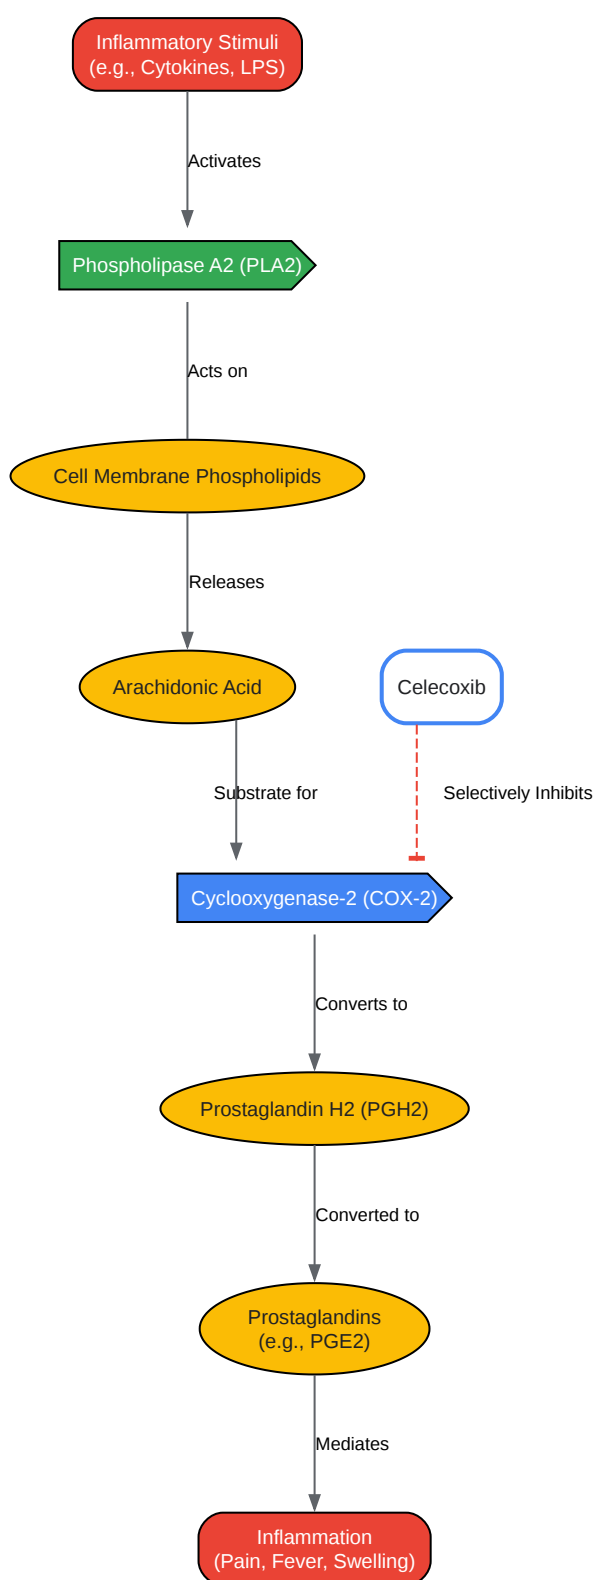 Inflammatory Stimuli
(e.g., Cytokines, LPS)
Activates
Phospholipase A2 (PLA2)
Acts on
Cell Membrane Phospholipids
Releases
Arachidonic Acid
Celecoxib
Substrate for
Selectively Inhibits
Cyclooxygenase-2 (COX-2)
Converts to
Prostaglandin H2 (PGH2)
Converted to
Prostaglandins
(e.g., PGE2)
Mediates
Inflammation
(Pain, Fever, Swelling)